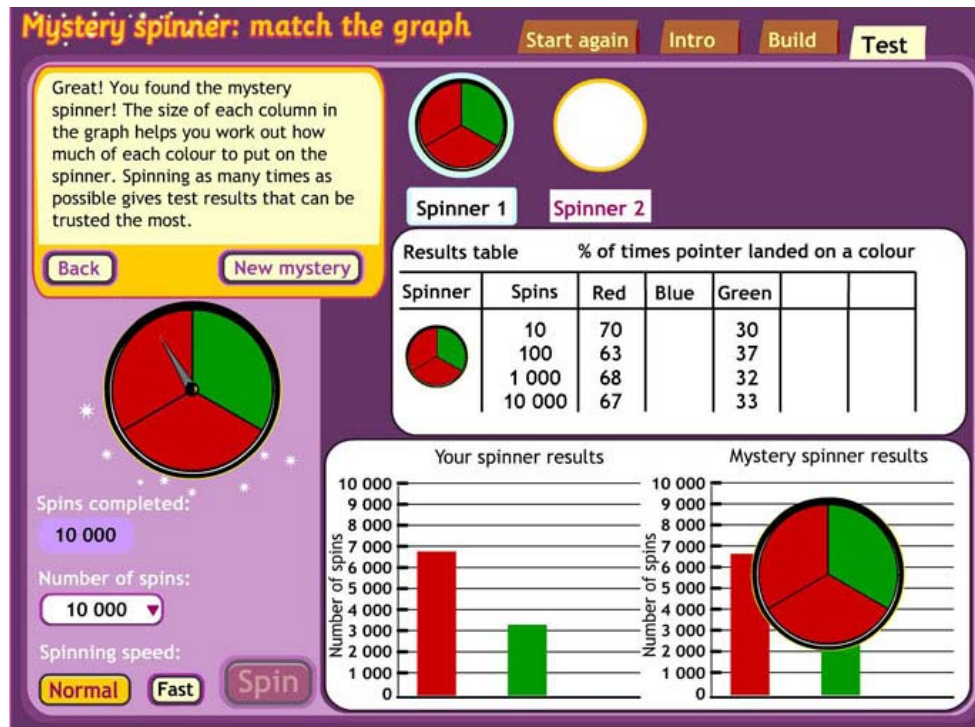 Mystery spinner: match the graph
Start again
Intro
Build
Test
Great! You found the mystery
spinner! The size of each column in
the graph helps you work out how
much of each colour to put on the
spinner. Spinning as many times as
possible gives test results that can be
trusted the most.
Back
New mystery
Spinner 1
Spinner 2
Results table % of times pointer landed on a colour
Spinner Spins Red Blue Green
10 70 30
100 63 37
1 000 68 32
10 000 67 33
Spins completed:
10 000
Number of spins:
10 000
Spinning speed:
Normal
Fast
Spin
Your spinner results
Number of spins
10 000
9 000
8 000
7 000
6 000
5 000
4 000
3 000
2 000
1 000
0
Mystery spinner results
Number of spins
10 000
9 000
8 000
7 000
6 000
5 000
4 000
3 000
2 000
1 000
0